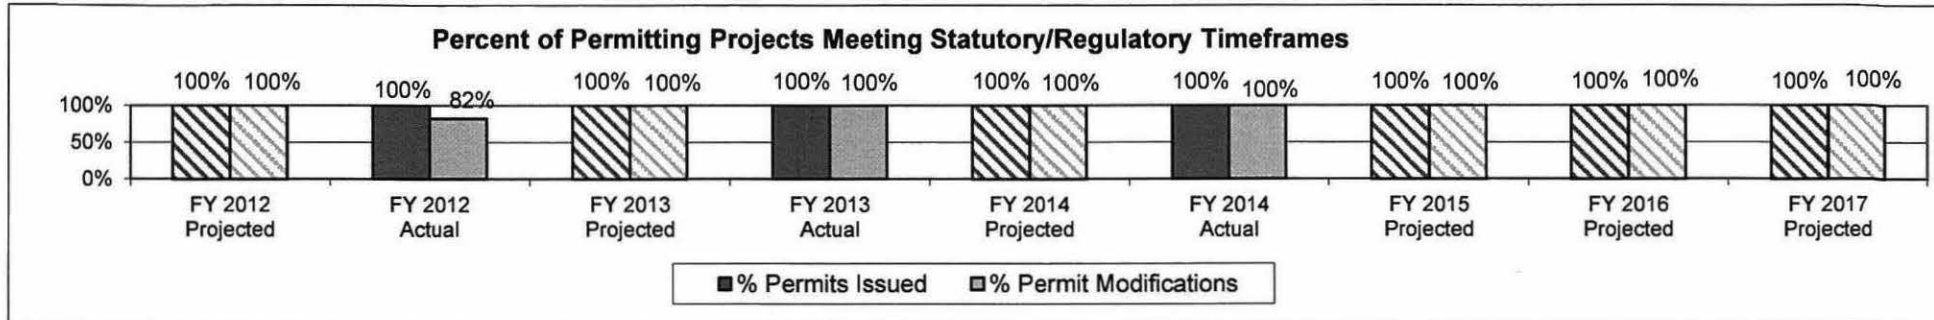 Percent of Permitting Projects Meeting Statutory/Regulatory Timeframes
100% 100% 100% 82% 100% 100% 100% 100% 100% 100% 100% 100% 100% 100% 100% 100% 100% 100%
100%
50%
0%
FY 2012 FY 2012 FY 2013 FY 2013 FY 2014 FY 2014 FY 2015 FY 2016 FY 2017
Projected Actual Projected Actual Projected Actual Projected Projected Projected
% Permits Issued % Permit Modifications